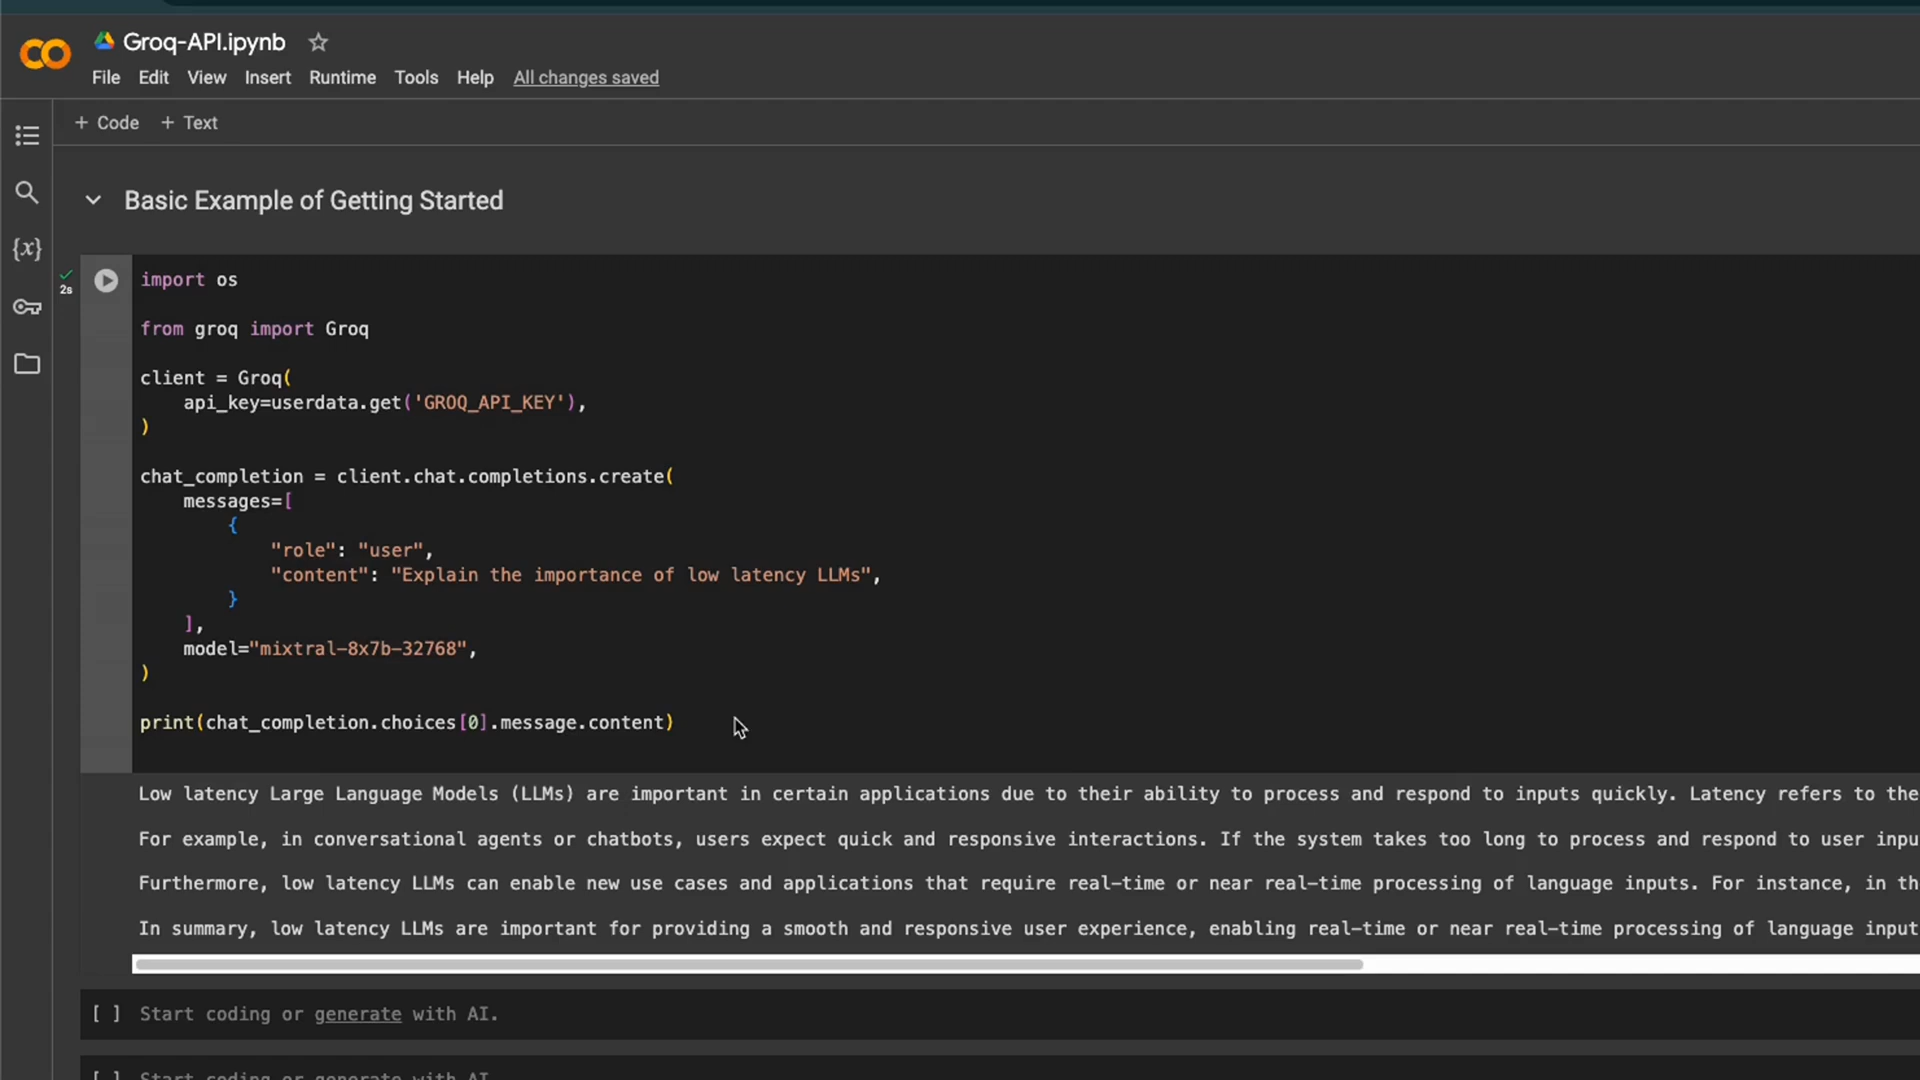 Groq-API.ipynb
File Edit View Insert Runtime Tools Help All changes saved
+ Code + Text
Basic Example of Getting Started
2s
import os
from groq import Groq
client = Groq(
    api_key=userdata.get('GROQ_API_KEY'),
)
chat_completion = client.chat.completions.create(
    messages=[
        {
            "role": "user",
            "content": "Explain the importance of low latency LLMs",
        }
    ],
    model="mixtral-8x7b-32768",
)
print(chat_completion.choices[0].message.content)
Low latency Large Language Models (LLMs) are important in certain applications due to their ability to process and respond to inputs quickly. Latency refers to the
For example, in conversational agents or chatbots, users expect quick and responsive interactions. If the system takes too long to process and respond to user inpu
Furthermore, low latency LLMs can enable new use cases and applications that require real-time or near real-time processing of language inputs. For instance, in th
In summary, low latency LLMs are important for providing a smooth and responsive user experience, enabling real-time or near real-time processing of language input
[ ] Start coding or generate with AI.
[ ] Start coding or generate with AI.